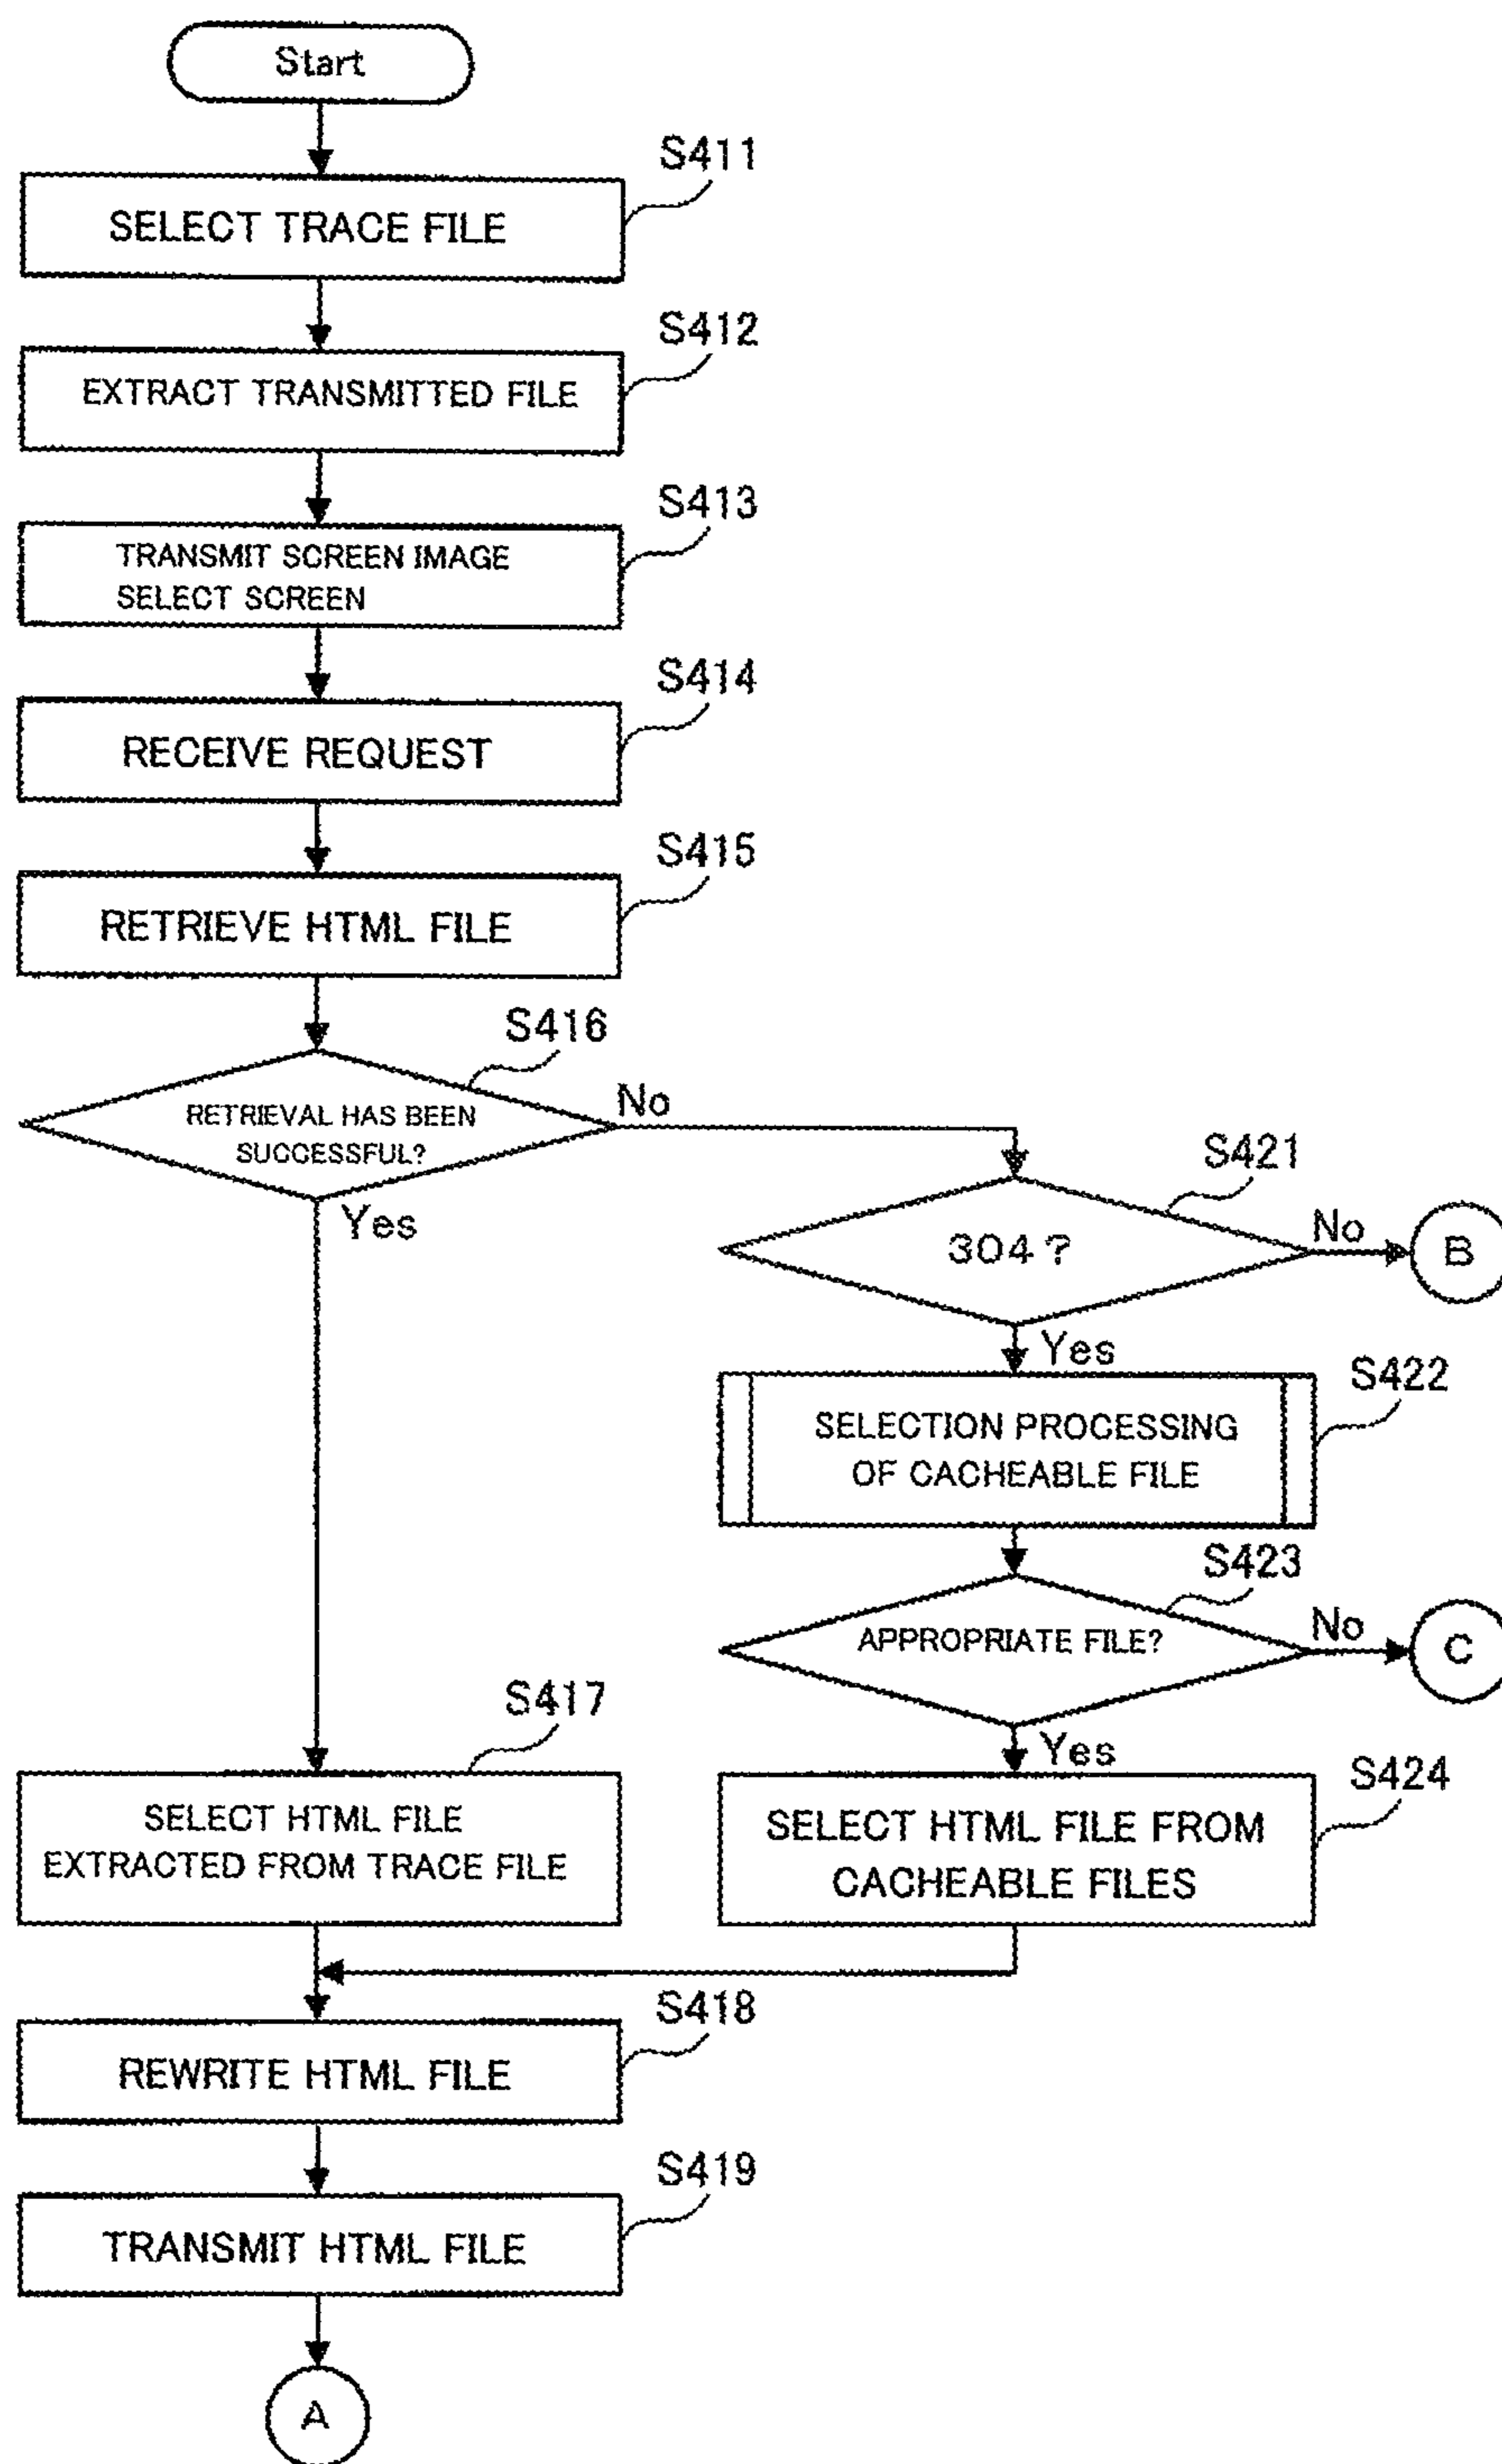 Start
S411
SELECT TRACE FILE
S412
EXTRACT TRANSMITTED FILE
S413
TRANSMIT SCREEN IMAGE
SELECT SCREEN
S414
RECEIVE REQUEST
S415
RETRIEVE HTML FILE
S416
RETRIEVAL HAS BEEN
SUCCESSFUL?
No
Yes
S421
304?
No
B
Yes
S422
SELECTION PROCESSING
OF CACHEABLE FILE
S423
APPROPRIATE FILE?
No
C
Yes
S417
SELECT HTML FILE
EXTRACTED FROM TRACE FILE
S424
SELECT HTML FILE FROM
CACHEABLE FILES
S418
REWRITE HTML FILE
S419
TRANSMIT HTML FILE
A